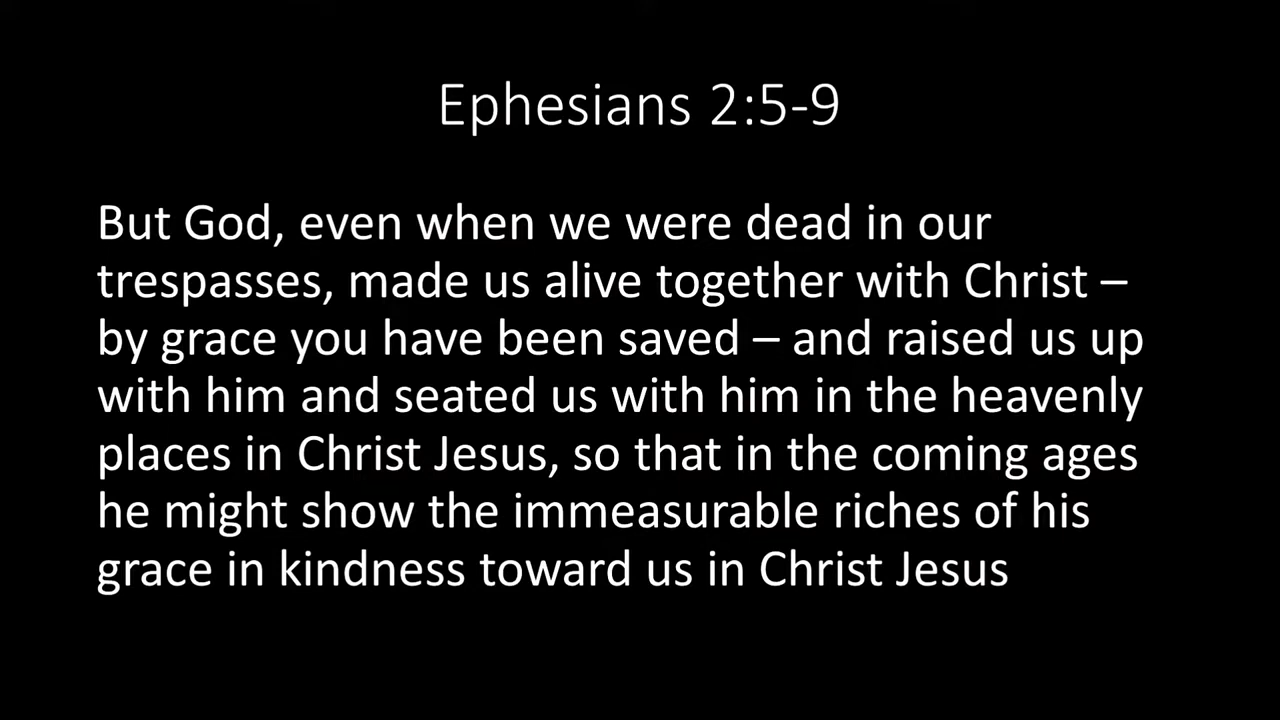 Ephesians 2:5-9
But God, even when we were dead in our
trespasses, made us alive together with Christ –
by grace you have been saved – and raised us up
with him and seated us with him in the heavenly
places in Christ Jesus, so that in the coming ages
he might show the immeasurable riches of his
grace in kindness toward us in Christ Jesus